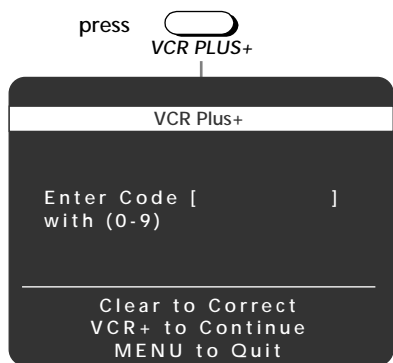 press
VCR PLUS+
VCR Plus+
Enter Code [ ]
with (0-9)
Clear to Correct
VCR+ to Continue
MENU to Quit